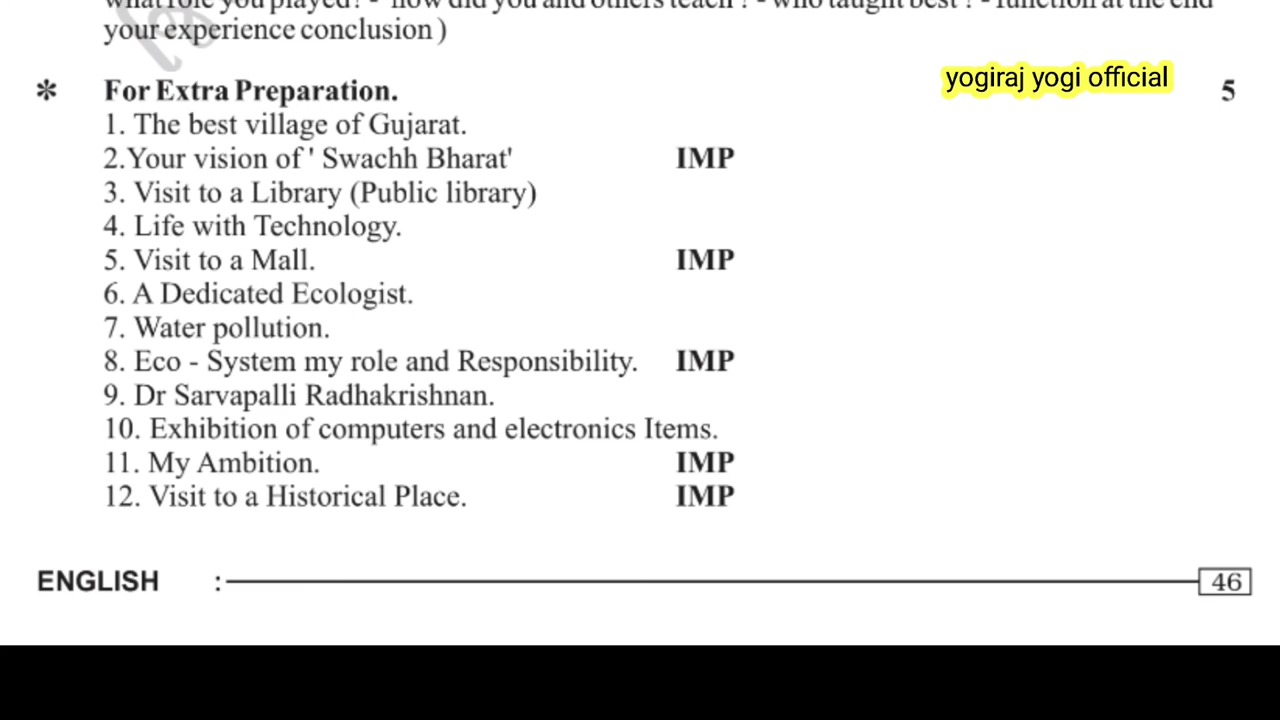 what role you played? - how did you and others teach ? - who taught best ? - function at the end
your experience conclusion )
* For Extra Preparation. yogiraj yogi official 5
1. The best village of Gujarat.
2.Your vision of ' Swachh Bharat' IMP
3. Visit to a Library (Public library)
4. Life with Technology.
5. Visit to a Mall. IMP
6. A Dedicated Ecologist.
7. Water pollution.
8. Eco - System my role and Responsibility. IMP
9. Dr Sarvapalli Radhakrishnan.
10. Exhibition of computers and electronics Items.
11. My Ambition. IMP
12. Visit to a Historical Place. IMP
ENGLISH : 46